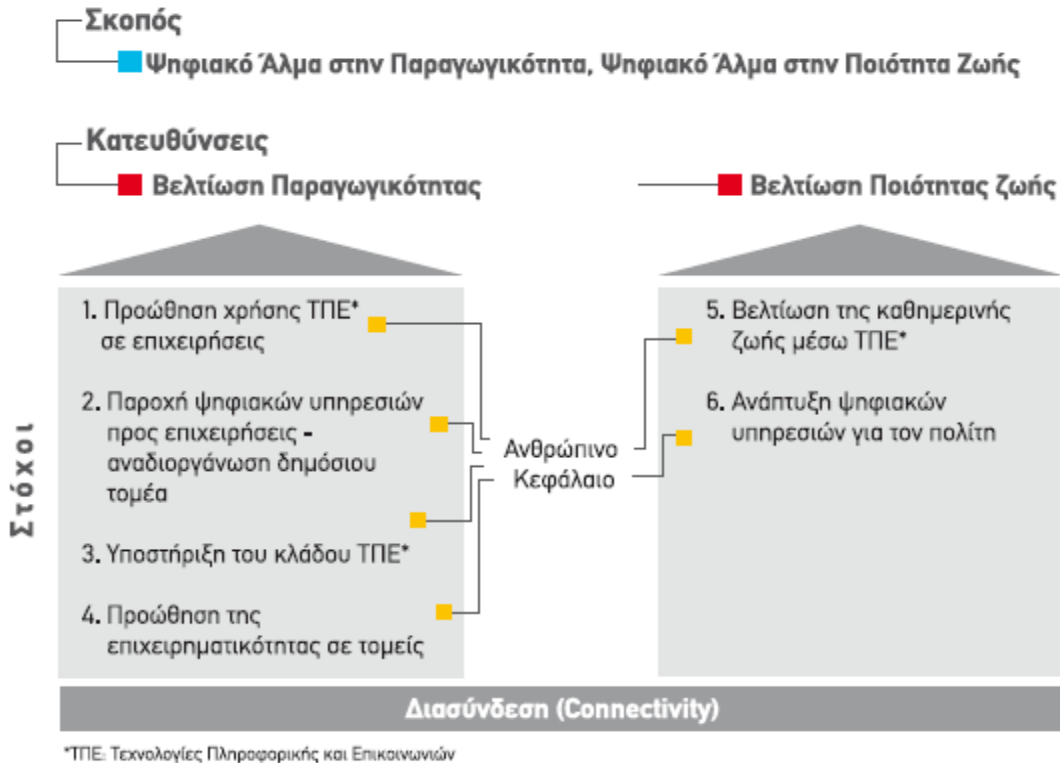 Σκοπός
Ψηφιακό Άλμα στην Παραγωγικότητα, Ψηφιακό Άλμα στην Ποιότητα Ζωής
Κατευθύνσεις
Βελτίωση Παραγωγικότητας
Βελτίωση Ποιότητας ζωής
Στόχοι
1. Προώθηση χρήσης ΤΠΕ*
σε επιχειρήσεις
2. Παροχή ψηφιακών υπηρεσιών
προς επιχειρήσεις -
αναδιοργάνωση δημόσιου
τομέα
3. Υποστήριξη του κλάδου ΤΠΕ*
4. Προώθηση της
επιχειρηματικότητας σε τομείς
Ανθρώπινο
Κεφάλαιο
5. Βελτίωση της καθημερινής
ζωής μέσω ΤΠΕ*
6. Ανάπτυξη ψηφιακών
υπηρεσιών για τον πολίτη
Διασύνδεση (Connectivity)
*ΤΠΕ: Τεχνολογίες Πληροφορικής και Επικοινωνιών